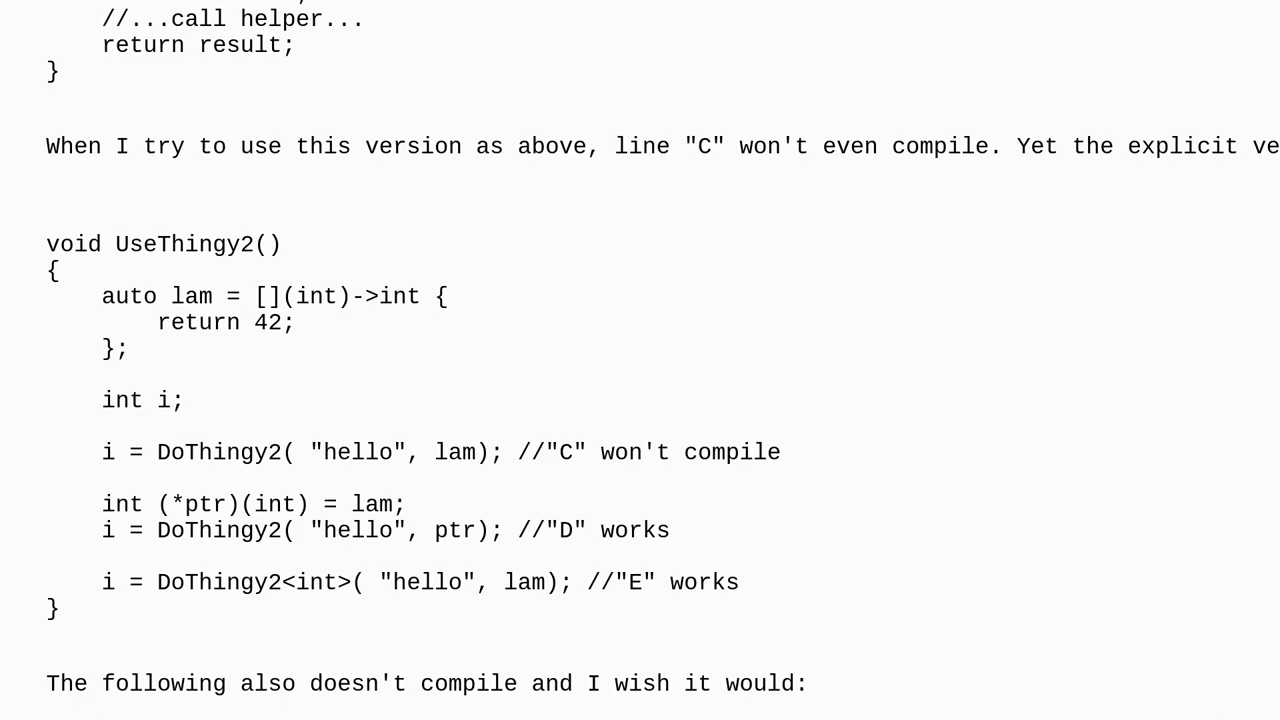 //...call helper...
return result;
}
When I try to use this version as above, line "C" won't even compile. Yet the explicit
void UseThingy2()
{
auto lam = [](int)->int {
return 42;
};
int i;
i = DoThingy2( "hello", lam); //"C" won't compile
int (*ptr)(int) = lam;
i = DoThingy2( "hello", ptr); //"D" works
i = DoThingy2<int>( "hello", lam); //"E" works
}
The following also doesn't compile and I wish it would: